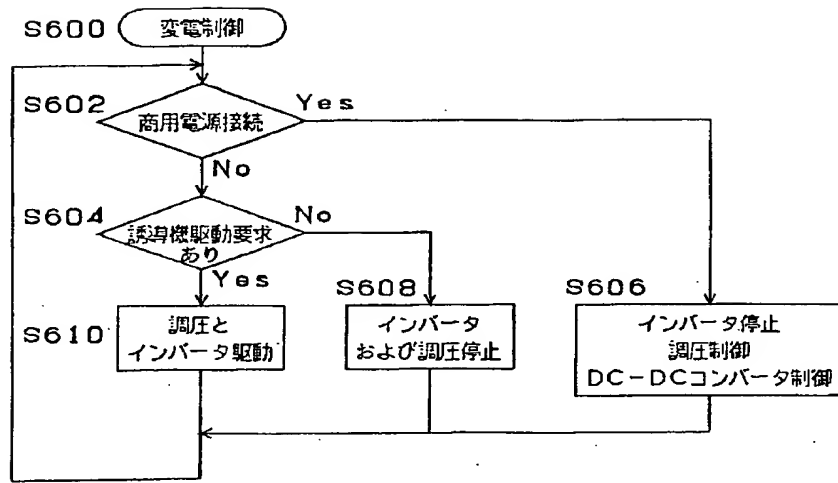 S600
変電制御
S602
商用電源接続
Yes
No
S604
誘導機駆動要求
あり
No
Yes
S610
調圧と
インバータ駆動
S608
インバータ
および調圧停止
S606
インバータ停止
調圧制御
DC－DCコンバータ制御